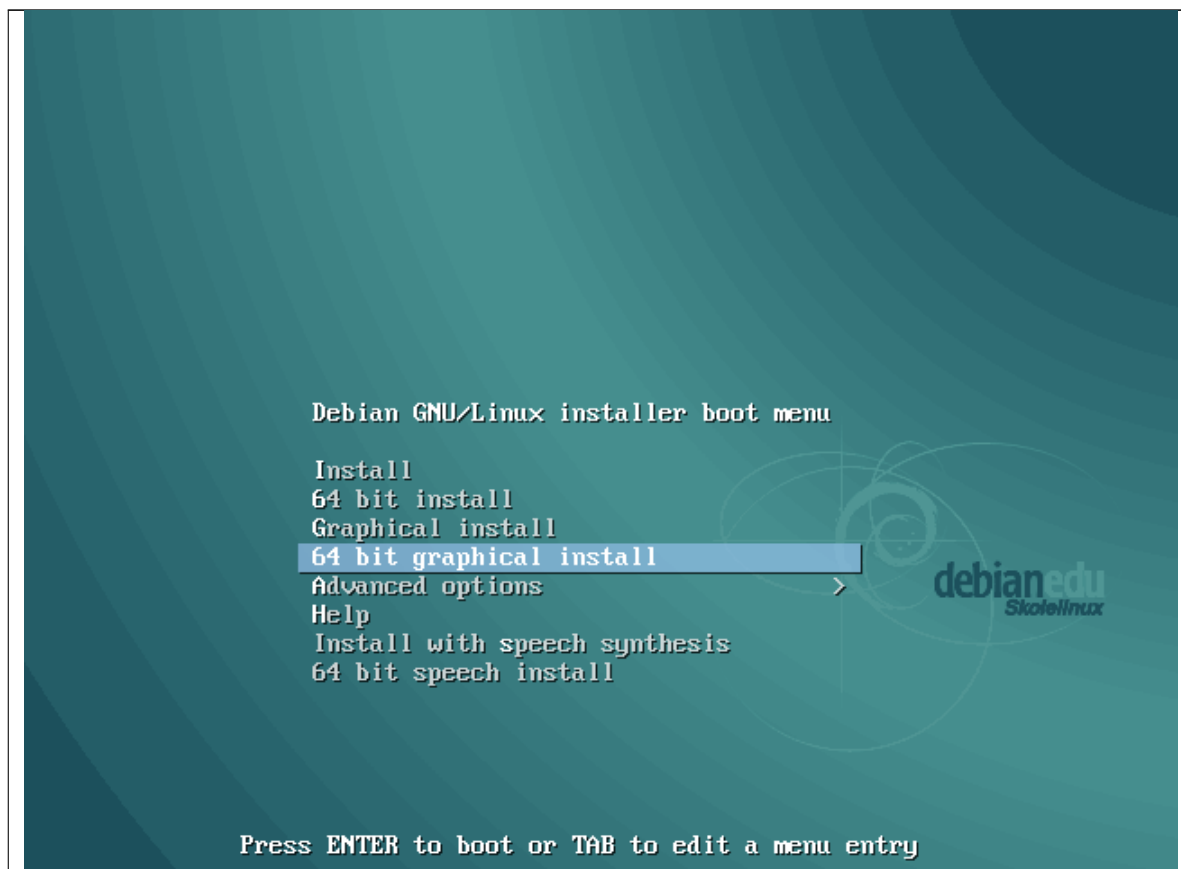 Debian GNU/Linux installer boot menu
Install
64 bit install
Graphical install
64 bit graphical install
Advanced options >
Help
Install with speech synthesis
64 bit speech install
debianedu
Skolelinux
Press ENTER to boot or TAB to edit a menu entry